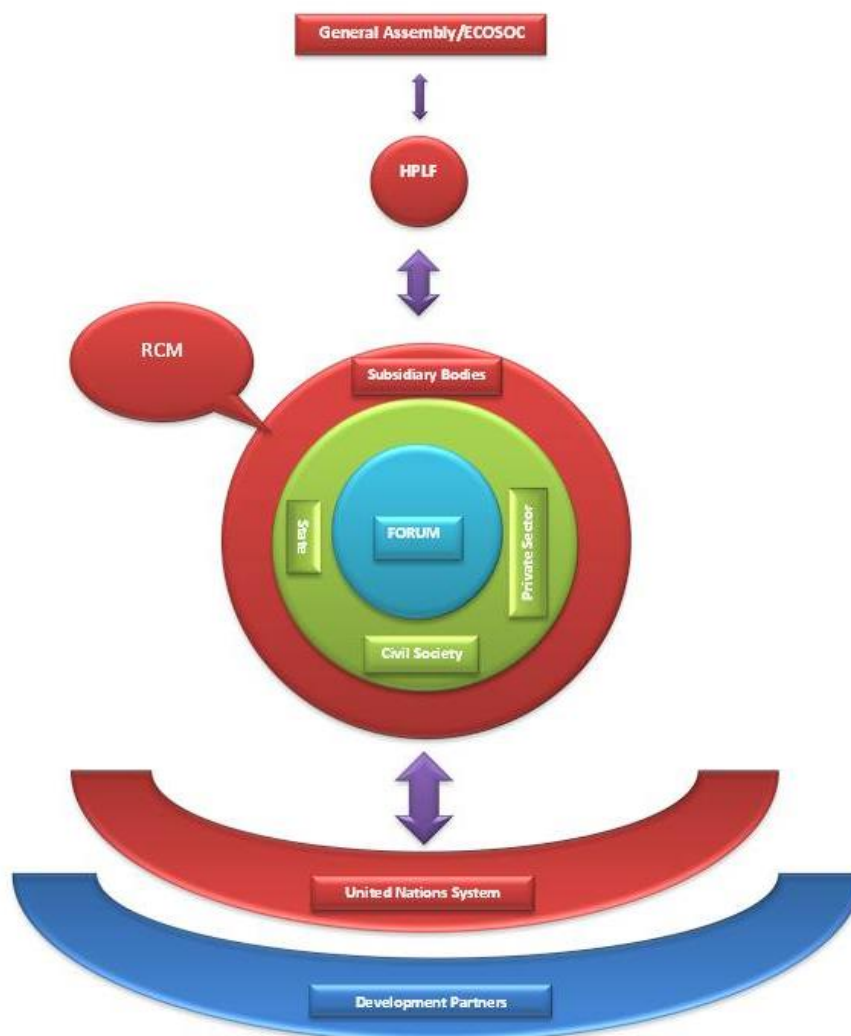 General Assembly/ECOSOC
HPLF
RCM
Subsidiary Bodies
State
FORUM
Private Sector
Civil Society
United Nations System
Development Partners